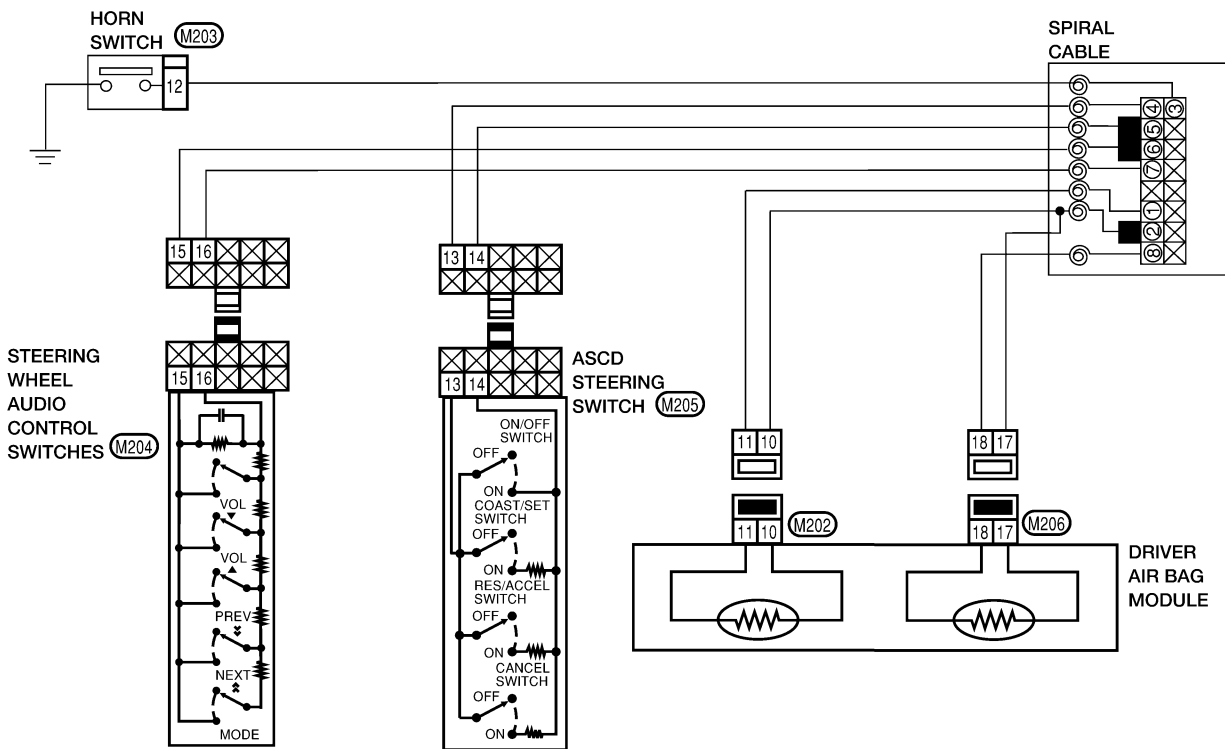 HORN
SWITCH M203
12
SPIRAL
CABLE
4 3
5
6
7
1
2
8
15 16
13 14
STEERING
WHEEL
AUDIO
CONTROL
SWITCHES M204
15 16
VOL
VOL
PREV
NEXT
MODE
ASCD
STEERING
SWITCH M205
13 14
ON/OFF
SWITCH
OFF
ON
COAST/SET
SWITCH
OFF
ON
RES/ACCEL
SWITCH
OFF
ON
CANCEL
SWITCH
OFF
ON
11 10
18 17
M202
11 10
M206
18 17
DRIVER
AIR BAG
MODULE